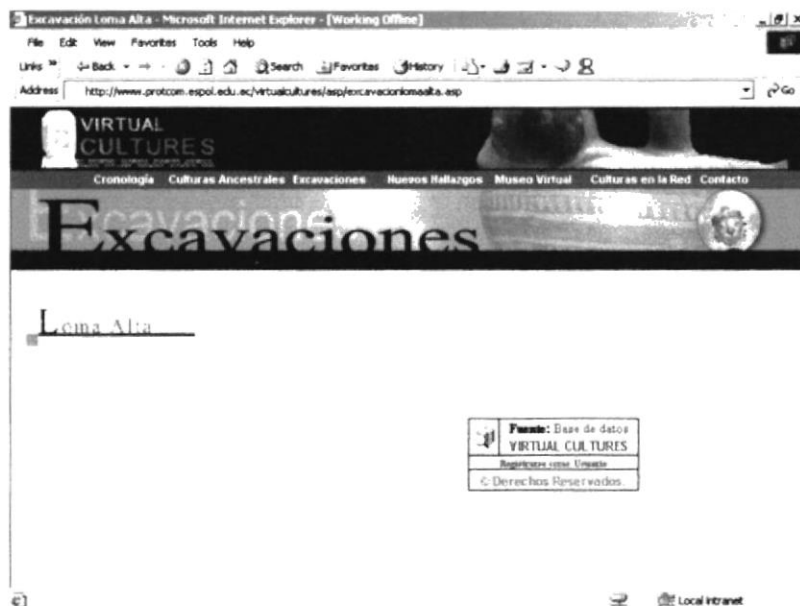 Excavación Loma Alta - Microsoft Internet Explorer - [Working Offline]
File Edit View Favorites Tools Help
Links » Back Search Favorites History
Address http://www.protcom.espol.edu.ec/virtualcultures/asp/excavacionlomaalta.asp Go
VIRTUAL
CULTURES
Cronología Culturas Ancestrales Excavaciones Nuevos Hallazgos Museo Virtual Culturas en la Red Contacto
Excavaciones
Excavaciones
Loma Alta
Fuente: Base de datos
VIRTUAL CULTURES
Regístrarse como Usuario
© Derechos Reservados.
Local intranet